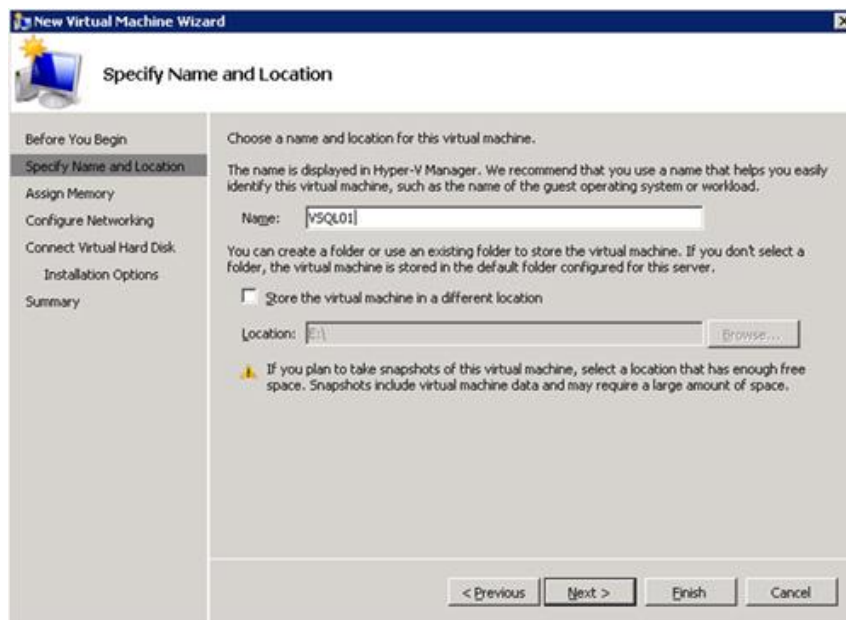 New Virtual Machine Wizard
Specify Name and Location
Before You Begin
Specify Name and Location
Assign Memory
Configure Networking
Connect Virtual Hard Disk
Installation Options
Summary
Choose a name and location for this virtual machine.
The name is displayed in Hyper-V Manager. We recommend that you use a name that helps you easily
identify this virtual machine, such as the name of the guest operating system or workload.
Name: VSQL01
You can create a folder or use an existing folder to store the virtual machine. If you don't select a
folder, the virtual machine is stored in the default folder configured for this server.
Store the virtual machine in a different location
Location: E:\ Browse...
If you plan to take snapshots of this virtual machine, select a location that has enough free
space. Snapshots include virtual machine data and may require a large amount of space.
< Previous Next > Finish Cancel